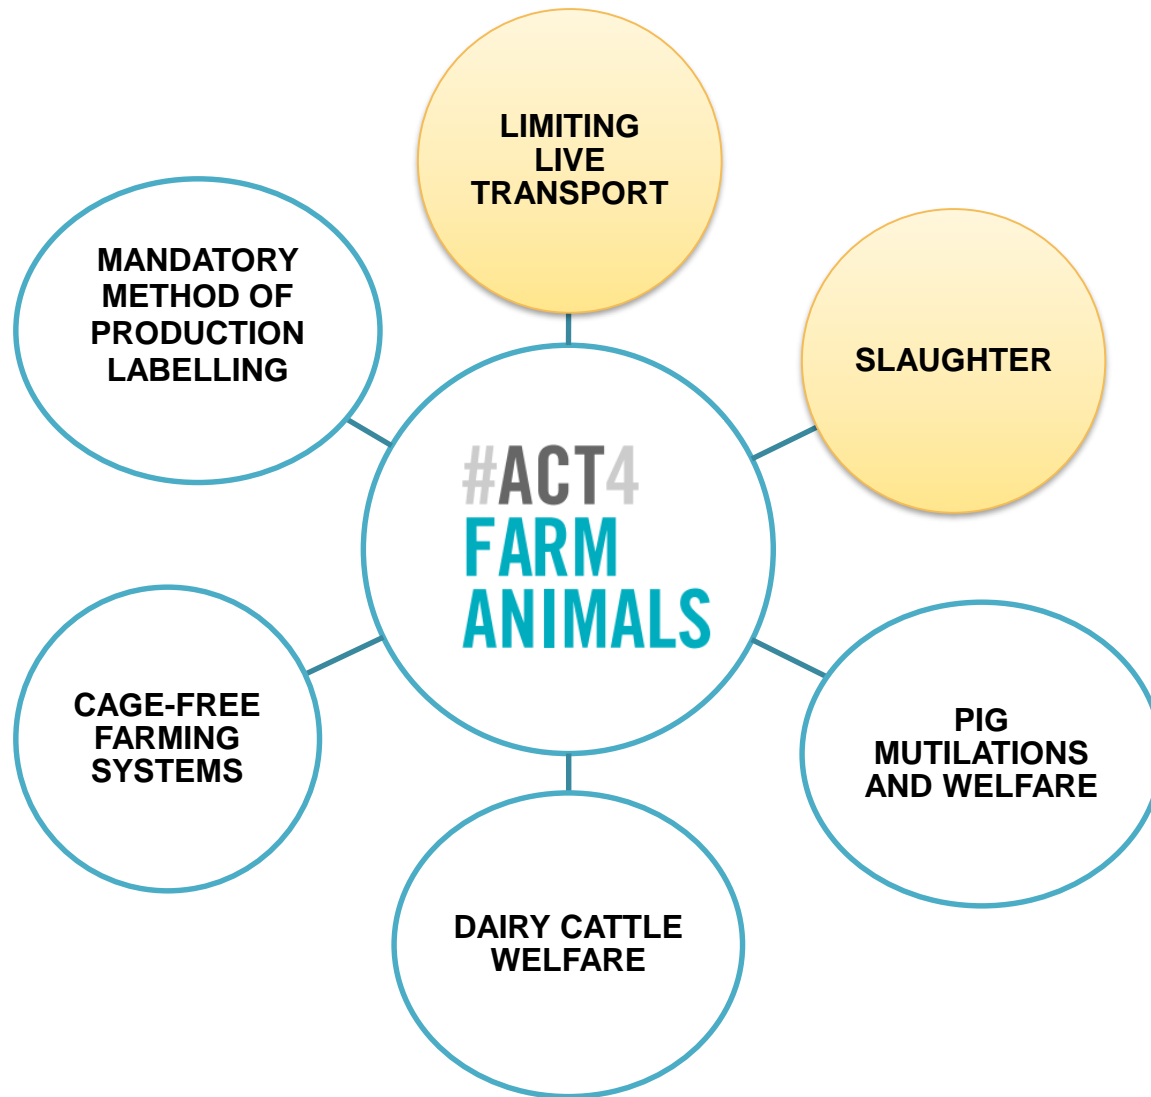 LIMITING
LIVE
TRANSPORT
MANDATORY
METHOD OF
PRODUCTION
LABELLING
SLAUGHTER
#ACT4
FARM
ANIMALS
CAGE-FREE
FARMING
SYSTEMS
PIG
MUTILATIONS
AND WELFARE
DAIRY CATTLE
WELFARE